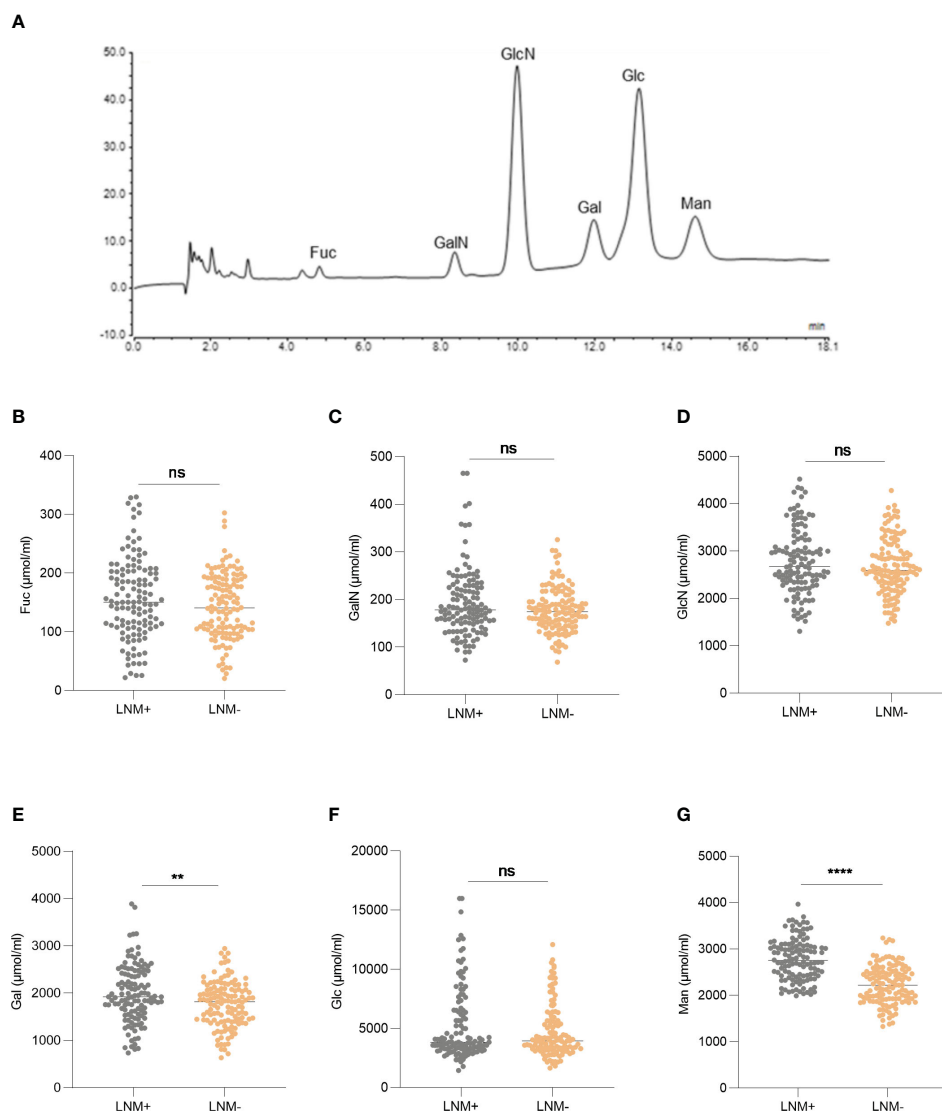 A
50.0
40.0
30.0
20.0
10.0
0.0
-10.0
GlcN
Glc
Gal
Man
GalN
Fuc
min
0.0 2.0 4.0 6.0 8.0 10.0 12.0 14.0 16.0 18.1
B
400
300
200
100
0
Fuc (µmol/ml)
ns
LNM+ LNM-
C
500
400
300
200
100
0
GalN (µmol/ml)
ns
LNM+ LNM-
D
5000
4000
3000
2000
1000
0
GlcN (µmol/ml)
ns
LNM+ LNM-
E
5000
4000
3000
2000
1000
0
Gal (µmol/ml)
**
LNM+ LNM-
F
20000
15000
10000
5000
0
Glc (µmol/ml)
ns
LNM+ LNM-
G
5000
4000
3000
2000
1000
0
Man (µmol/ml)
****
LNM+ LNM-